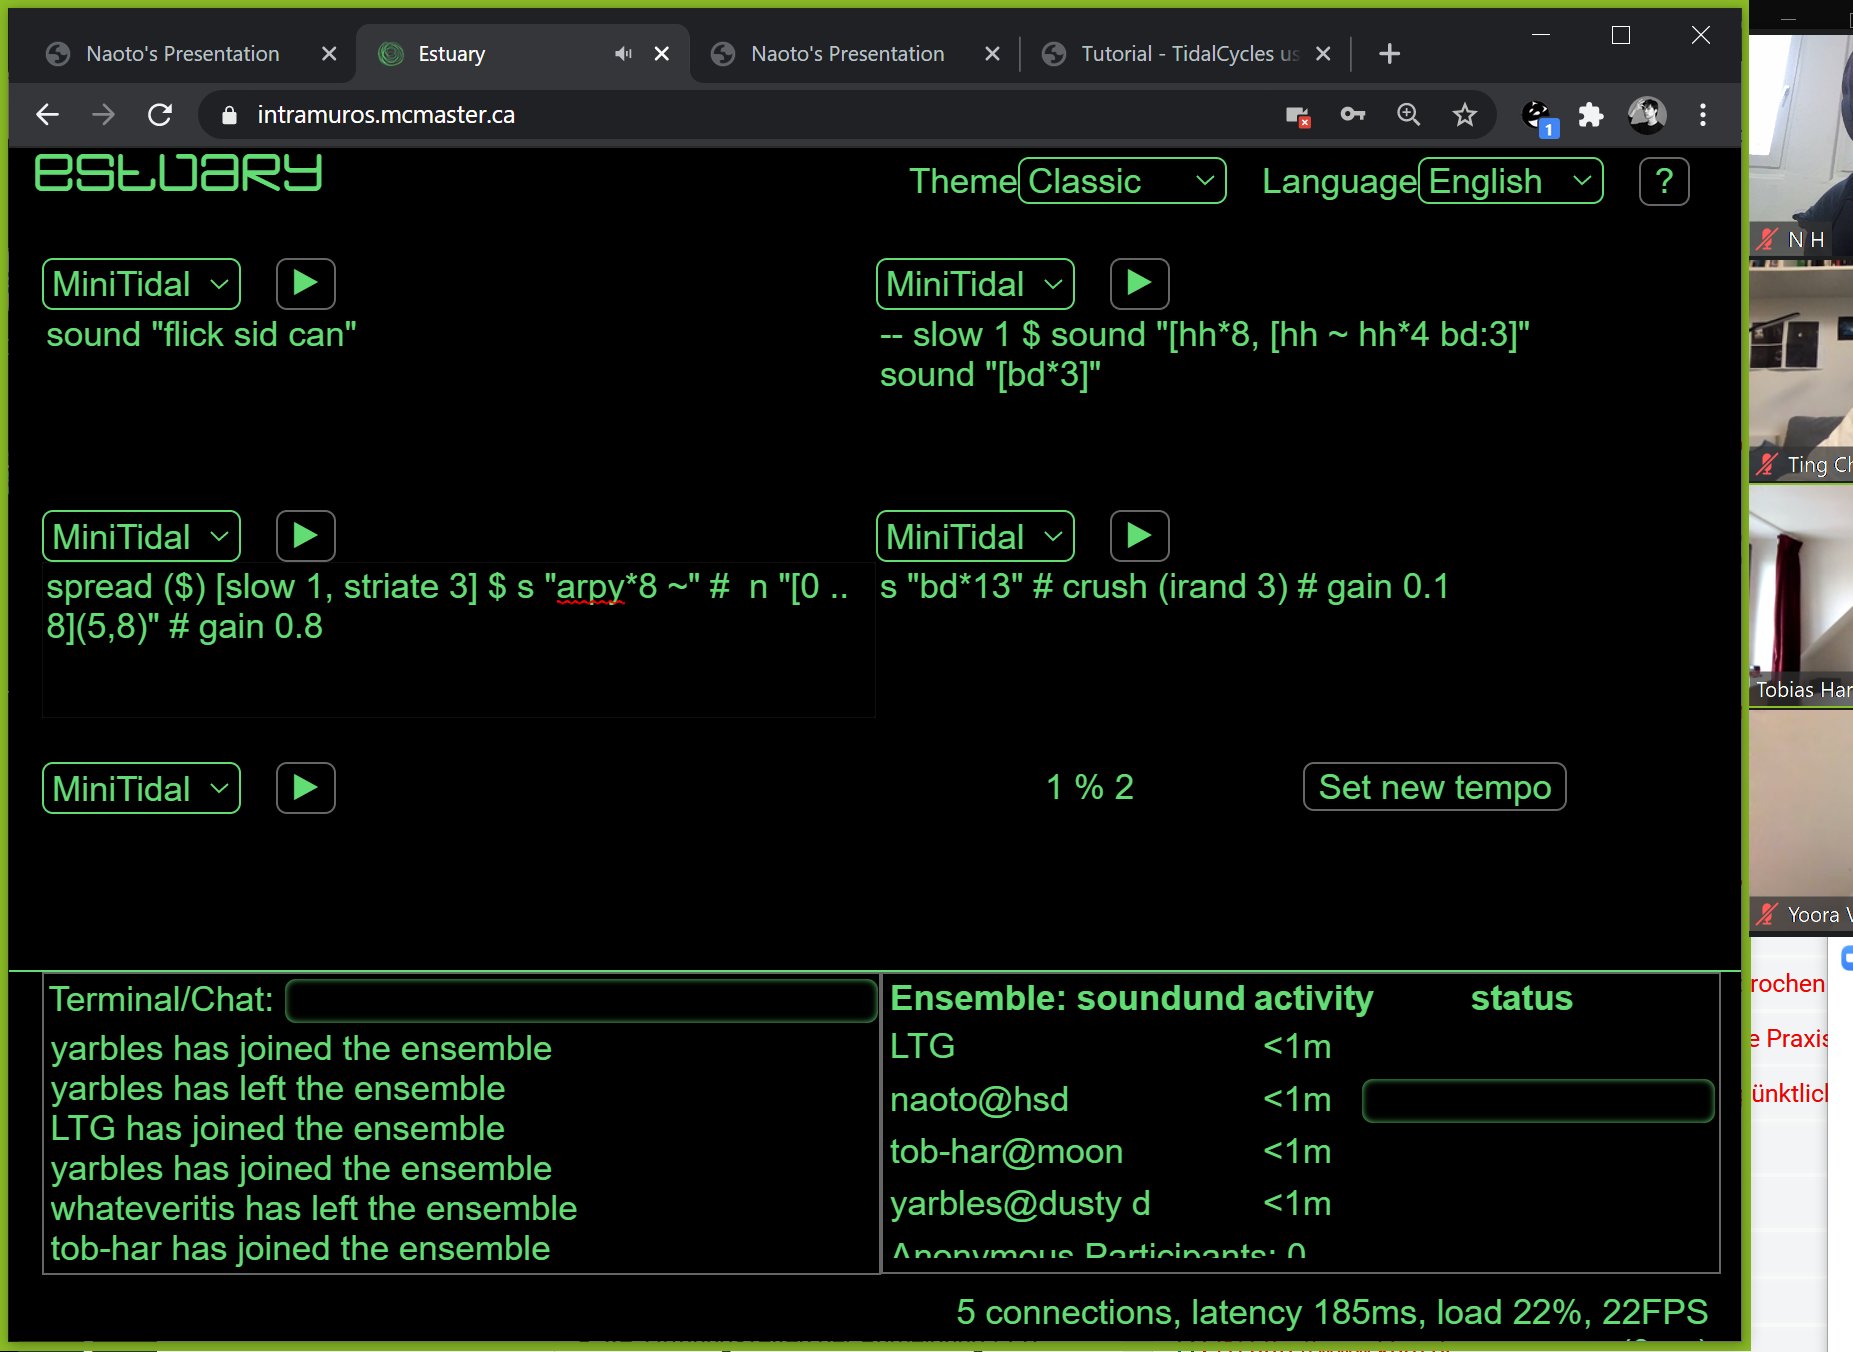 Naoto's Presentation
Estuary
Naoto's Presentation
Tutorial - TidalCycles us
intramuros.mcmaster.ca
1
estuary
Theme Classic
Language English
?
MiniTidal
sound "flick sid can"
MiniTidal
-- slow 1 $ sound "[hh*8, [hh ~ hh*4 bd:3]"
sound "[bd*3]"
MiniTidal
spread ($) [slow 1, striate 3] $ s "arpy*8 ~" #  n "[0 ..
8](5,8)" # gain 0.8
MiniTidal
s "bd*13" # crush (irand 3) # gain 0.1
MiniTidal
1 % 2
Set new tempo
Terminal/Chat:
yarbles has joined the ensemble
yarbles has left the ensemble
LTG has joined the ensemble
yarbles has joined the ensemble
whateveritis has left the ensemble
tob-har has joined the ensemble
Ensemble: soundund activity status
LTG <1m
naoto@hsd <1m
tob-har@moon <1m
yarbles@dusty d <1m
Anonymous Participants: 0
5 connections, latency 185ms, load 22%, 22FPS
N H
Ting Ch
Tobias Har
Yoora V
rochen
e Praxis
ünktlich